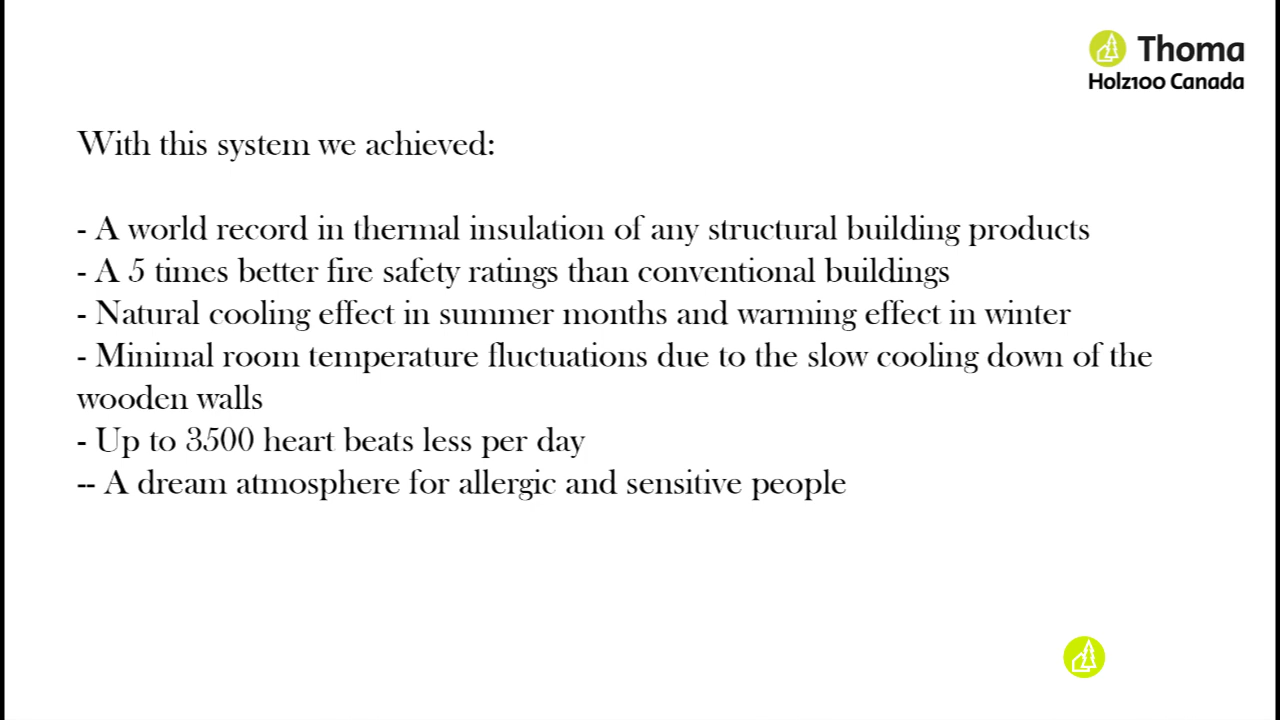 Thoma
Holz100 Canada
With this system we achieved:
- A world record in thermal insulation of any structural building products
- A 5 times better fire safety ratings than conventional buildings
- Natural cooling effect in summer months and warming effect in winter
- Minimal room temperature fluctuations due to the slow cooling down of the
wooden walls
- Up to 3500 heart beats less per day
-- A dream atmosphere for allergic and sensitive people